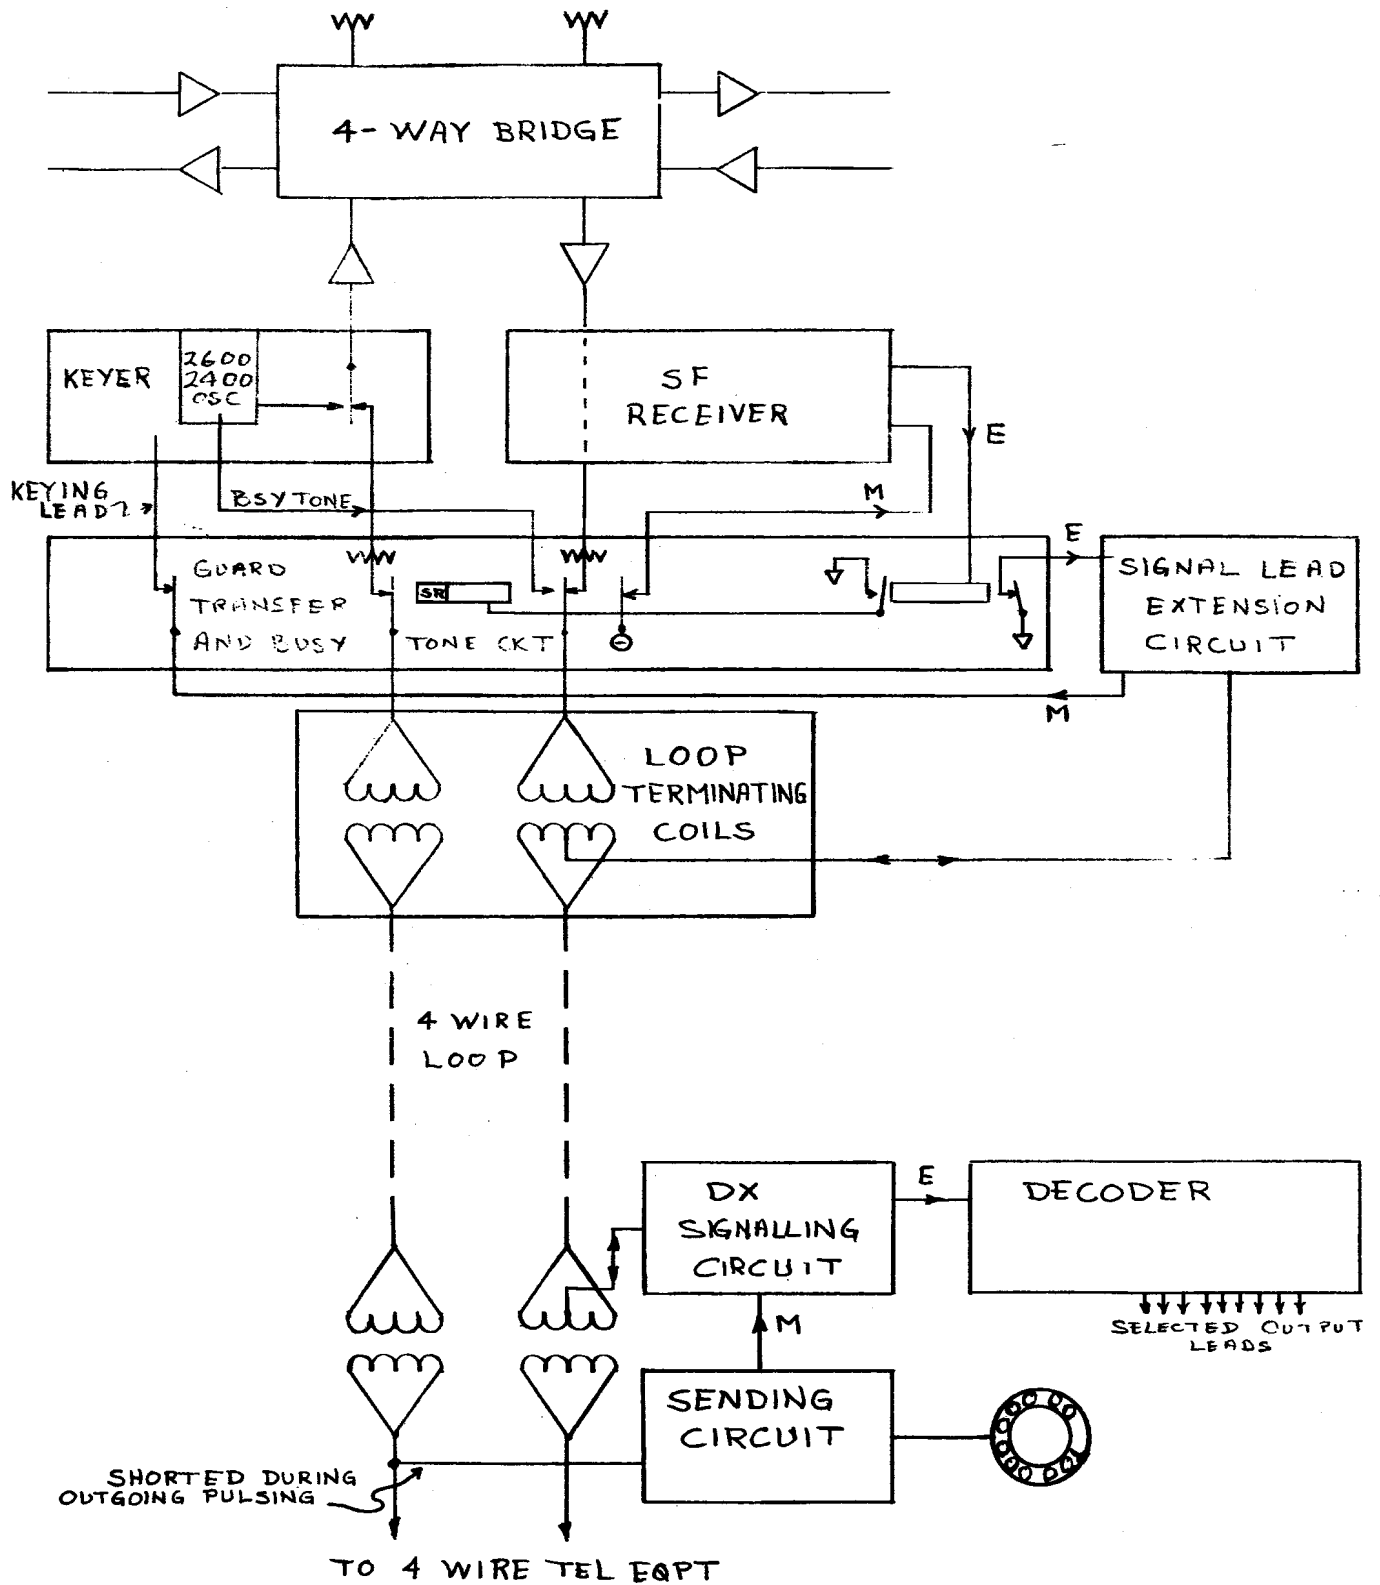 4-WAY BRIDGE
KEYER
2600
2400
OSC
SF
RECEIVER
E
KEYING
LEAD
BSY TONE
M
GUARD
TRANSFER
AND BUSY
TONE CKT
SR
E
SIGNAL LEAD
EXTENSION
CIRCUIT
M
LOOP
TERMINATING
COILS
4 WIRE
LOOP
DX
SIGNALLING
CIRCUIT
E
DECODER
SELECTED OUTPUT
LEADS
M
SENDING
CIRCUIT
SHORTED DURING
OUTGOING PULSING
TO 4 WIRE TEL EQPT